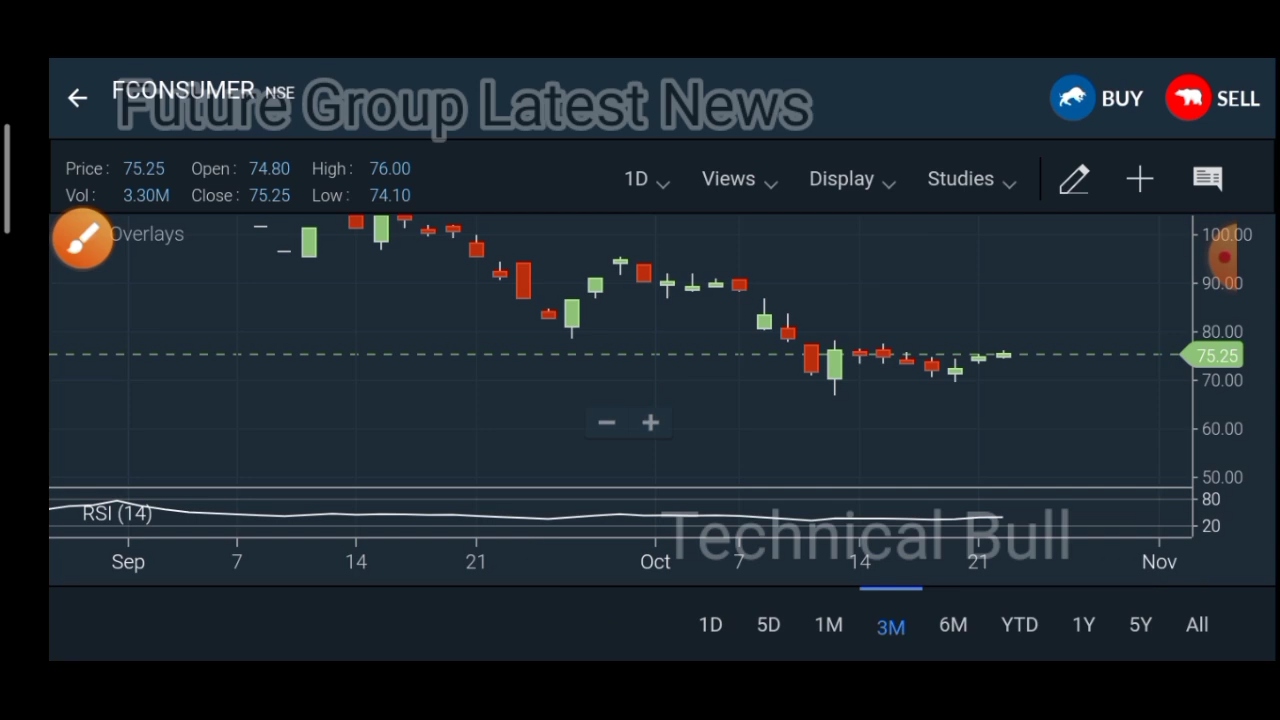 FCONSUMER NSE
Future Group Latest News
BUY
SELL
Price: 75.25 Open: 74.80 High: 76.00
Vol: 3.30M Close: 75.25 Low: 74.10
1D Views Display Studies
Overlays
100.00
90.00
80.00
75.25
70.00
60.00
50.00
80
RSI (14)
20
Technical Bull
Sep 7 14 21 Oct 7 14 21 Nov
1D 5D 1M 3M 6M YTD 1Y 5Y All